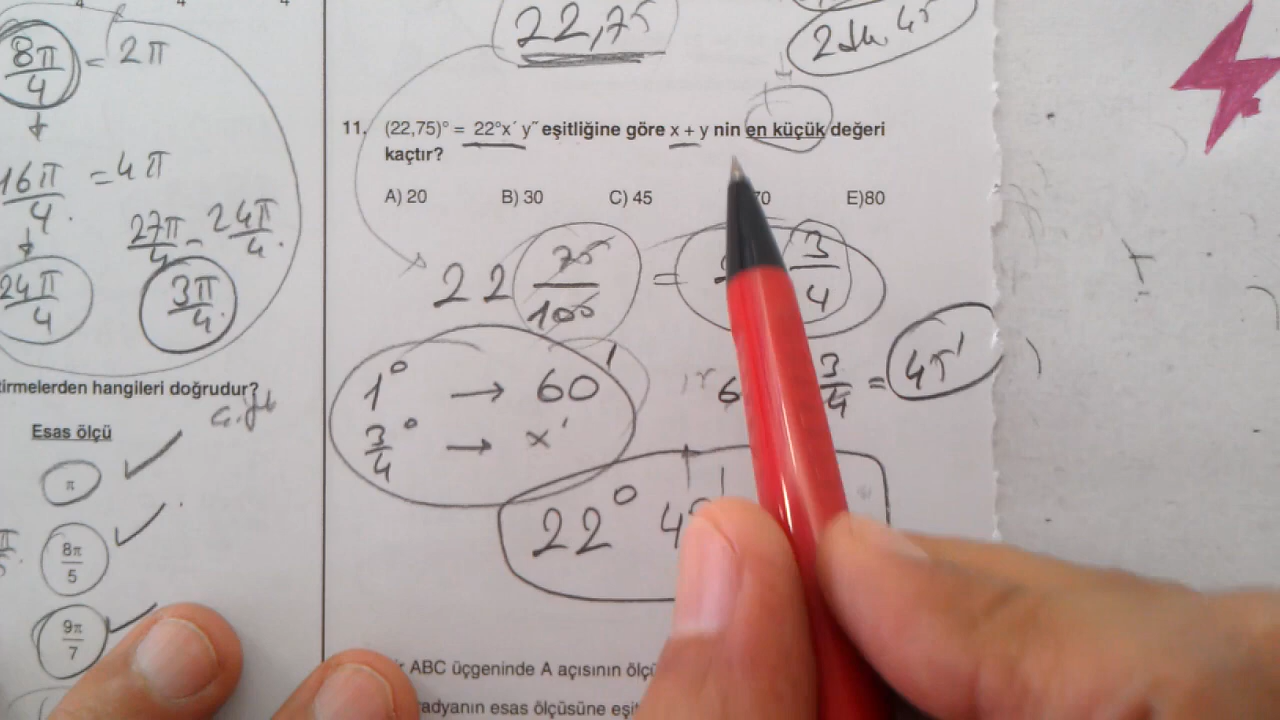 8π/4 = 2π
16π/4 = 4π
24π/4
27π/4 - 24π/4
3π/4
tirmelerden hangileri doğrudur?
Esas ölçü
π
8π/5
9π/7
22,75
11. (22,75)° = 22°x′ y″ eşitliğine göre x + y nin en küçük değeri
kaçtır?
A) 20 B) 30 C) 45 70 E)80
22 75/100 = 3/4
1° → 60′
3/4° → x′
3/4 = 45′
22° 4
ABC üçgeninde A açısının ölçü
radyanın esas ölçüsüne eşit